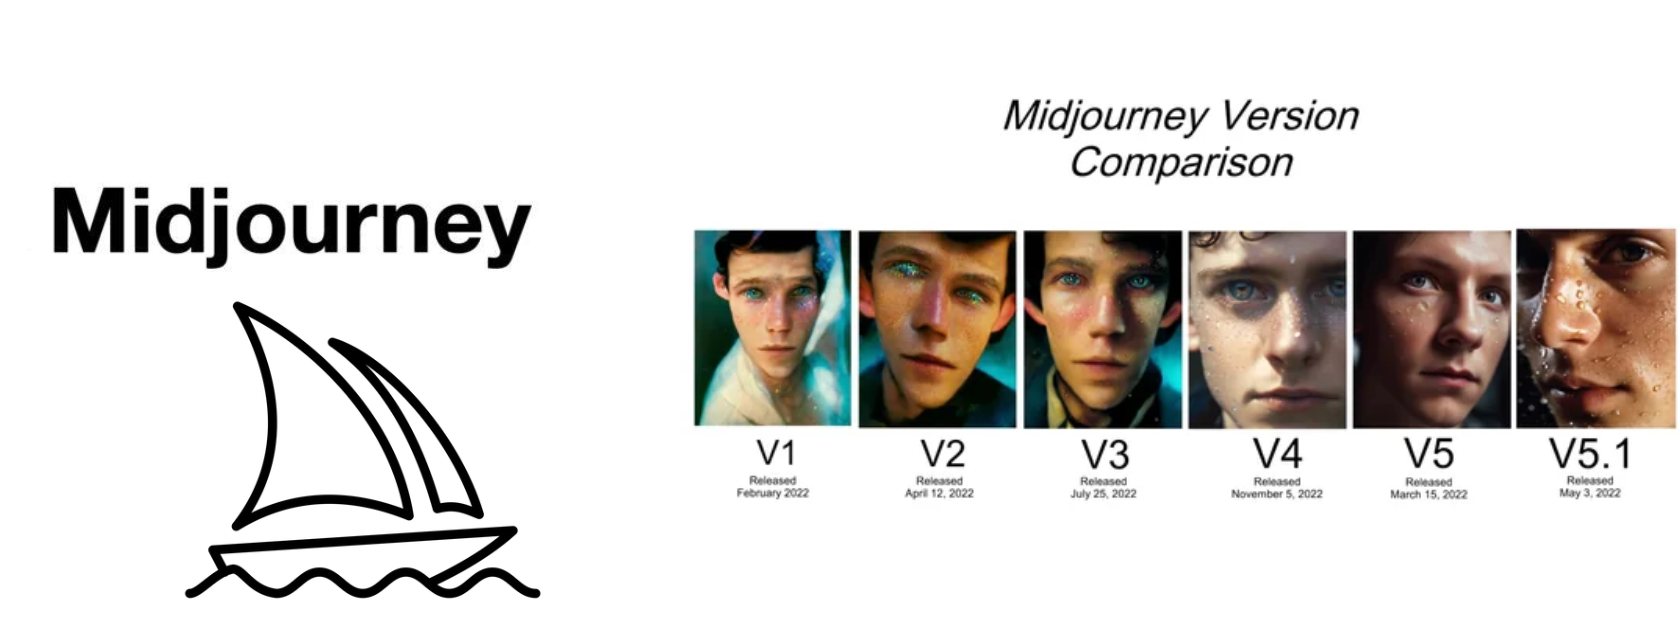 Midjourney
Midjourney Version
Comparison
V1
Released
February 2022
V2
Released
April 12, 2022
V3
Released
July 25, 2022
V4
Released
November 5, 2022
V5
Released
March 15, 2022
V5.1
Released
May 3, 2022